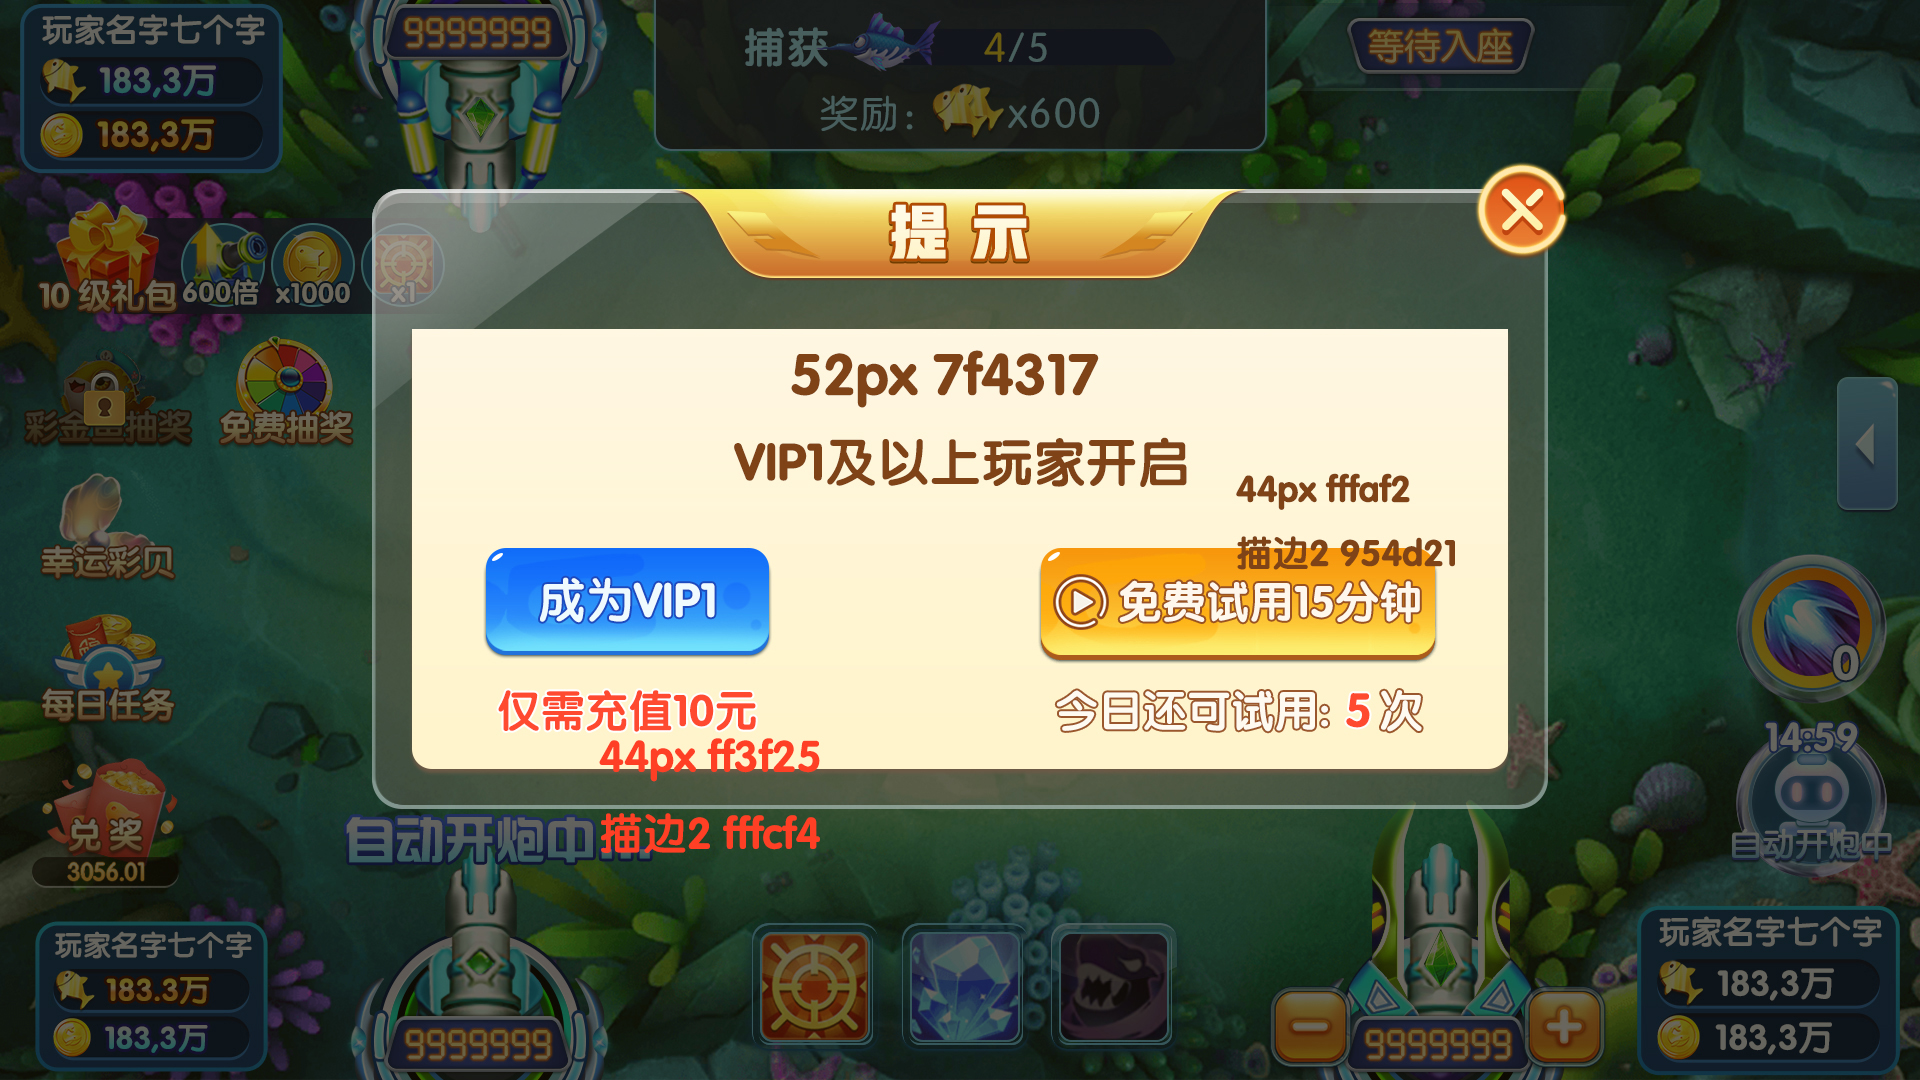 玩家名字七个字
183,3万
183,3万
9999999
捕获 4/5
奖励：x600
等待入座
提示
10 级礼包
600倍
x1000
x1
彩金鱼抽奖
免费抽奖
幸运彩贝
每日任务
兑奖
3056.01
52px 7f4317
VIP1及以上玩家开启
44px fffaf2
描边2 954d21
成为VIP1
免费试用15分钟
仅需充值10元
今日还可试用: 5 次
44px ff3f25
描边2 fffcf4
自动开炮中...
0
14:59
自动开炮中
玩家名字七个字
183.3万
183,3万
9999999
9999999
玩家名字七个字
183,3万
183,3万